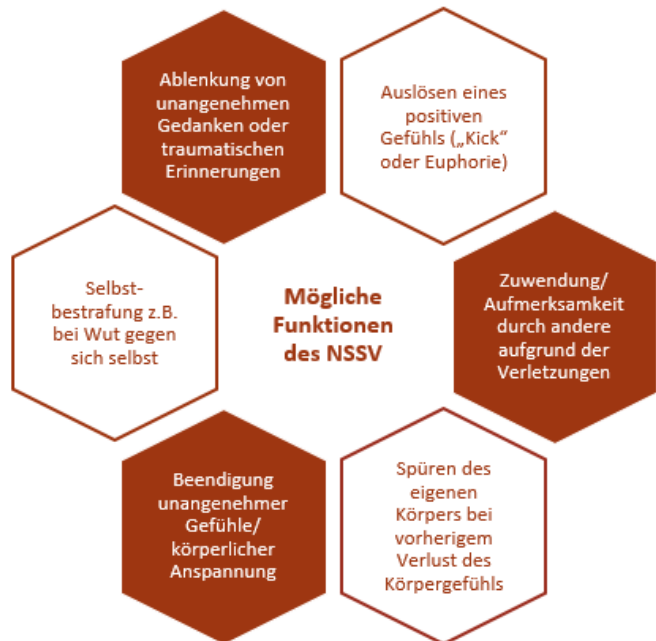 Ablenkung von
unangenehmen
Gedanken oder
traumatischen
Erinnerungen
Auslösen eines
positiven
Gefühls („Kick“
oder Euphorie)
Selbst-
bestrafung z.B.
bei Wut gegen
sich selbst
Mögliche
Funktionen
des NSSV
Zuwendung/
Aufmerksamkeit
durch andere
aufgrund der
Verletzungen
Beendigung
unangenehmer
Gefühle/
körperlicher
Anspannung
Spüren des
eigenen
Körpers bei
vorherigem
Verlust des
Körpergefühls